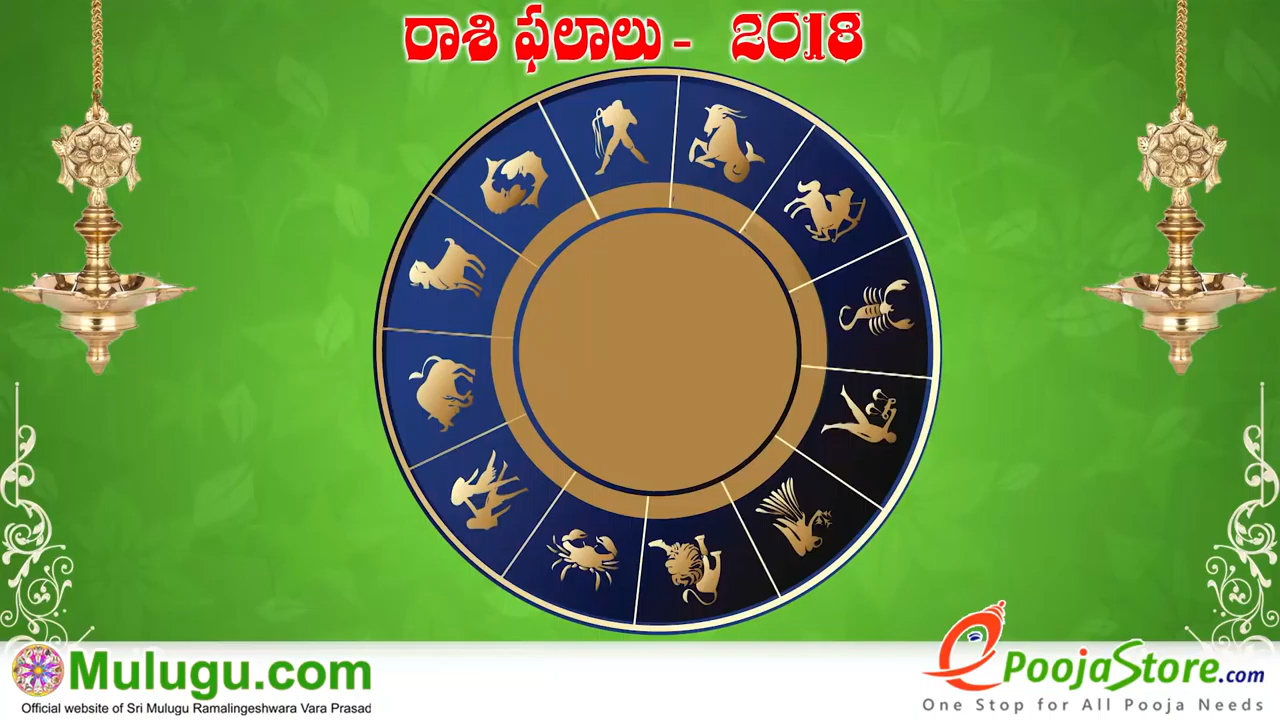 రాశి ఫలాలు - 2018
Mulugu.com
Official website of Sri Mulugu Ramalingeshwara Vara Prasad
ePoojaStore.com
One Stop for All Pooja Needs